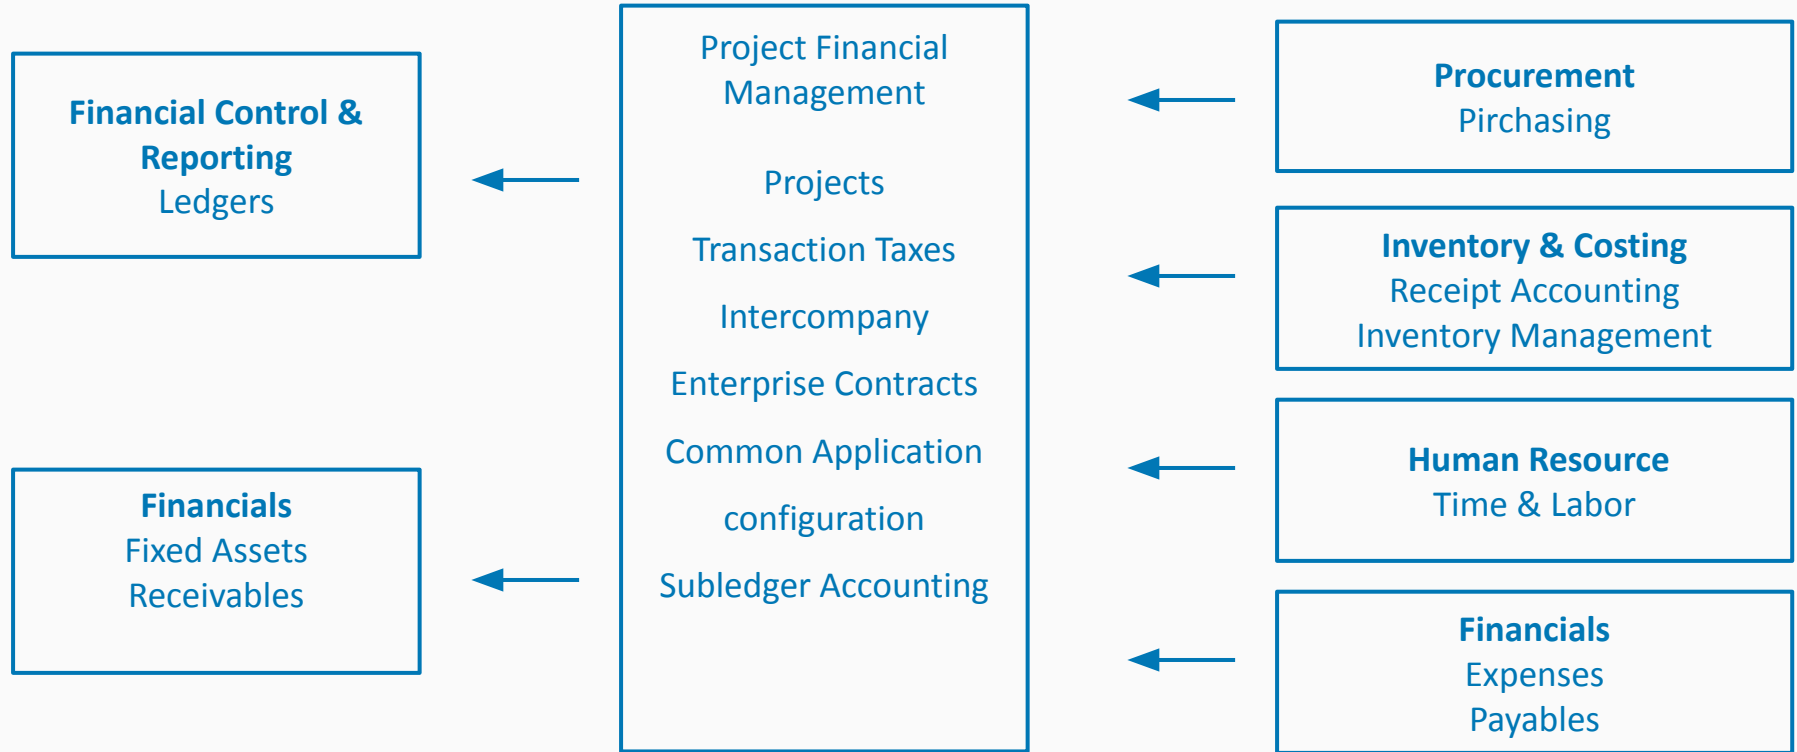 Financial Control &
Reporting
Ledgers
Financials
Fixed Assets
Receivables
Project Financial
Management
Projects
Transaction Taxes
Intercompany
Enterprise Contracts
Common Application
configuration
Subledger Accounting
Procurement
Pirchasing
Inventory & Costing
Receipt Accounting
Inventory Management
Human Resource
Time & Labor
Financials
Expenses
Payables